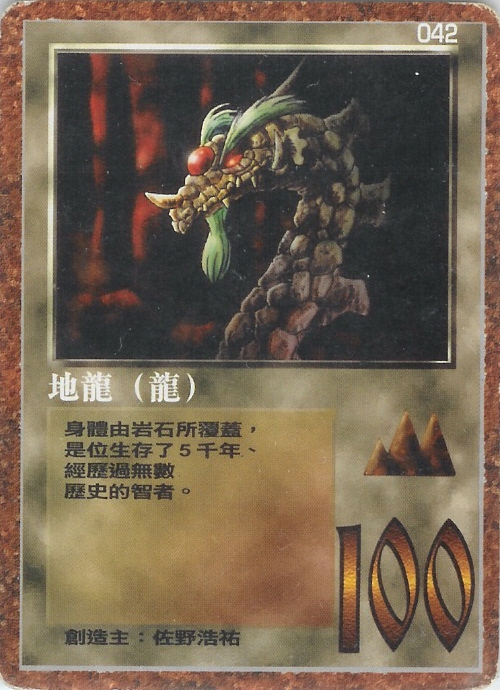 042
地龍（龍）
身體由岩石所覆蓋，
是位生存了5千年、
經歷過無數
歷史的智者。
100
創造主：佐野浩祐